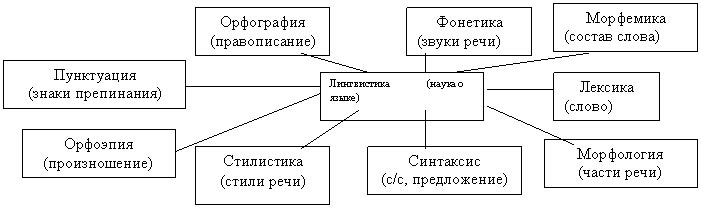 Орфография
(правописание)
Фонетика
(звуки речи)
Морфемика
(состав слова)
Пунктуация
(знаки препинания)
Лингвистика (наука о
языке)
Лексика
(слово)
Орфоэпия
(произношение)
Стилистика
(стили речи)
Синтаксис
(с/с, предложение)
Морфология
(части речи)